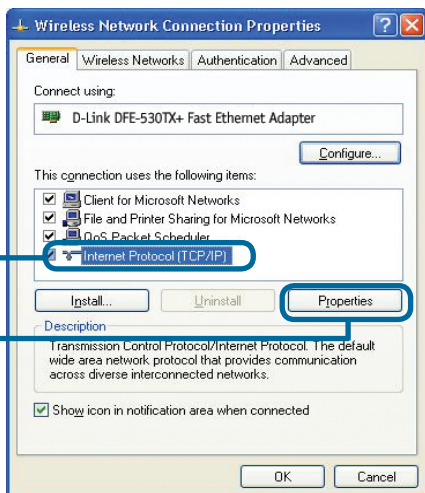 Wireless Network Connection Properties
General Wireless Networks Authentication Advanced
Connect using:
D-Link DFE-530TX+ Fast Ethernet Adapter
Configure...
This connection uses the following items:
Client for Microsoft Networks
File and Printer Sharing for Microsoft Networks
QoS Packet Scheduler
Internet Protocol (TCP/IP)
Install... Uninstall Properties
Description
Transmission Control Protocol/Internet Protocol. The default
wide area network protocol that provides communication
across diverse interconnected networks.
Show icon in notification area when connected
OK Cancel